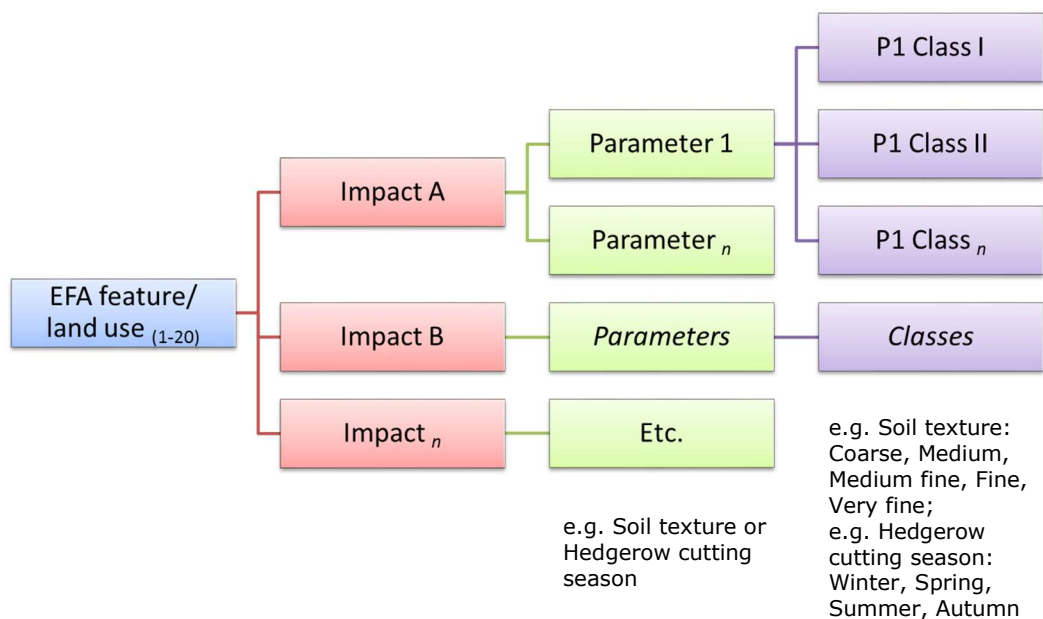 EFA feature/
land use (1-20)
Impact A
Impact B
Impact n
Parameter 1
Parameter n
Parameters
Etc.
e.g. Soil texture or
Hedgerow cutting
season
P1 Class I
P1 Class II
P1 Class n
Classes
e.g. Soil texture:
Coarse, Medium,
Medium fine, Fine,
Very fine;
e.g. Hedgerow
cutting season:
Winter, Spring,
Summer, Autumn